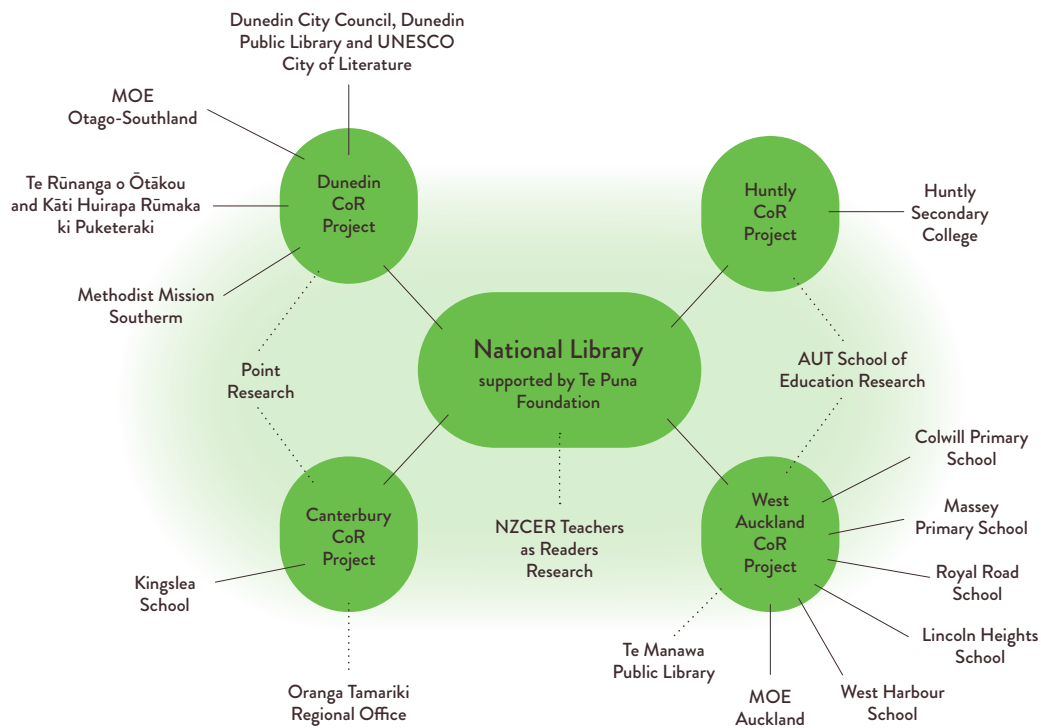 Dunedin City Council, Dunedin
Public Library and UNESCO
City of Literature
MOE
Otago-Southland
Te Rūnanga o Ōtākou
and Kāti Huirapa Rūmaka
ki Puketeraki
Methodist Mission
Southerm
Dunedin
CoR
Project
Huntly
CoR
Project
Huntly
Secondary
College
National Library
supported by Te Puna
Foundation
Point
Research
AUT School of
Education Research
Canterbury
CoR
Project
Kingslea
School
Oranga Tamariki
Regional Office
NZCER Teachers
as Readers
Research
West
Auckland
CoR
Project
Colwill Primary
School
Massey
Primary School
Royal Road
School
Lincoln Heights
School
West Harbour
School
MOE
Auckland
Te Manawa
Public Library